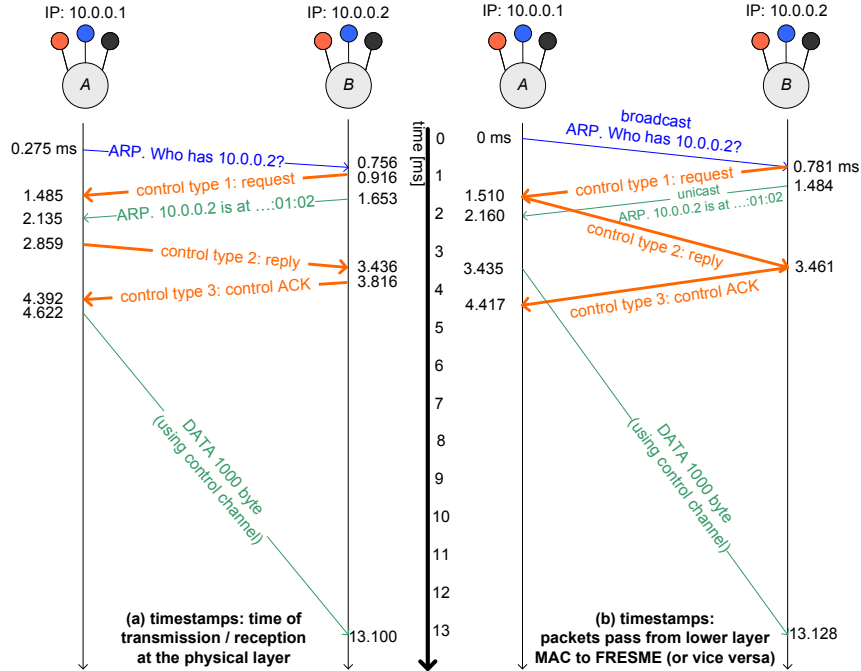 IP: 10.0.0.1
IP: 10.0.0.2
A
B
0.275 ms
ARP. Who has 10.0.0.2?
0.756
0.916
control type 1: request
1.485
1.653
ARP. 10.0.0.2 is at ...:01:02
2.135
2.859
control type 2: reply
3.436
3.816
control type 3: control ACK
4.392
4.622
DATA 1000 byte
(using control channel)
13.100
(a) timestamps: time of
transmission / reception
at the physical layer
time [ms]
0
1
2
3
4
5
6
7
8
9
10
11
12
13
IP: 10.0.0.1
IP: 10.0.0.2
A
B
0 ms
broadcast
ARP. Who has 10.0.0.2?
0.781 ms
control type 1: request
1.484
1.510
unicast
ARP. 10.0.0.2 is at ...:01:02
2.160
control type 2: reply
3.435
3.461
control type 3: control ACK
4.417
DATA 1000 byte
(using control channel)
13.128
(b) timestamps:
packets pass from lower layer
MAC to FRESME (or vice versa)